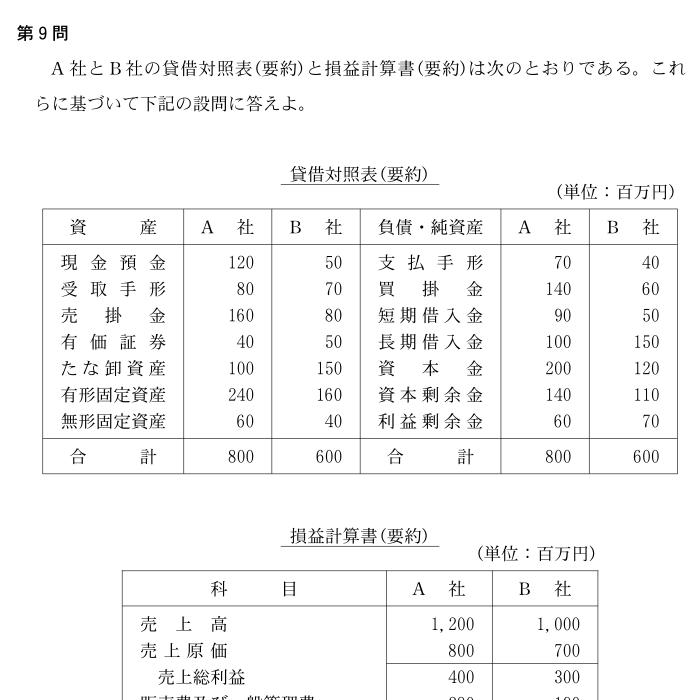 第9問
A社とB社の貸借対照表(要約)と損益計算書(要約)は次のとおりである。これ
らに基づいて下記の設問に答えよ。
貸借対照表(要約)
(単位：百万円)
資産 A社 B社 負債・純資産 A社 B社
現金預金 120 50 支払手形 70 40
受取手形 80 70 買掛金 140 60
売掛金 160 80 短期借入金 90 50
有価証券 40 50 長期借入金 100 150
たな卸資産 100 150 資本金 200 120
有形固定資産 240 160 資本剰余金 140 110
無形固定資産 60 40 利益剰余金 60 70
合計 800 600 合計 800 600
損益計算書(要約)
(単位：百万円)
科目 A社 B社
売上高 1,200 1,000
売上原価 800 700
売上総利益 400 300